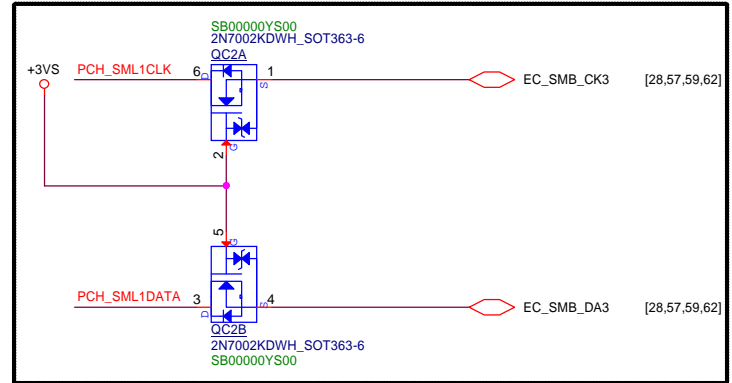 SB00000YS00
2N7002KDWH_SOT363-6
QC2A
+3VS
PCH_SML1CLK
6
D
S
1
EC_SMB_CK3
[28,57,59,62]
G
2
5
G
PCH_SML1DATA
3
D
S
4
EC_SMB_DA3
[28,57,59,62]
QC2B
2N7002KDWH_SOT363-6
SB00000YS00